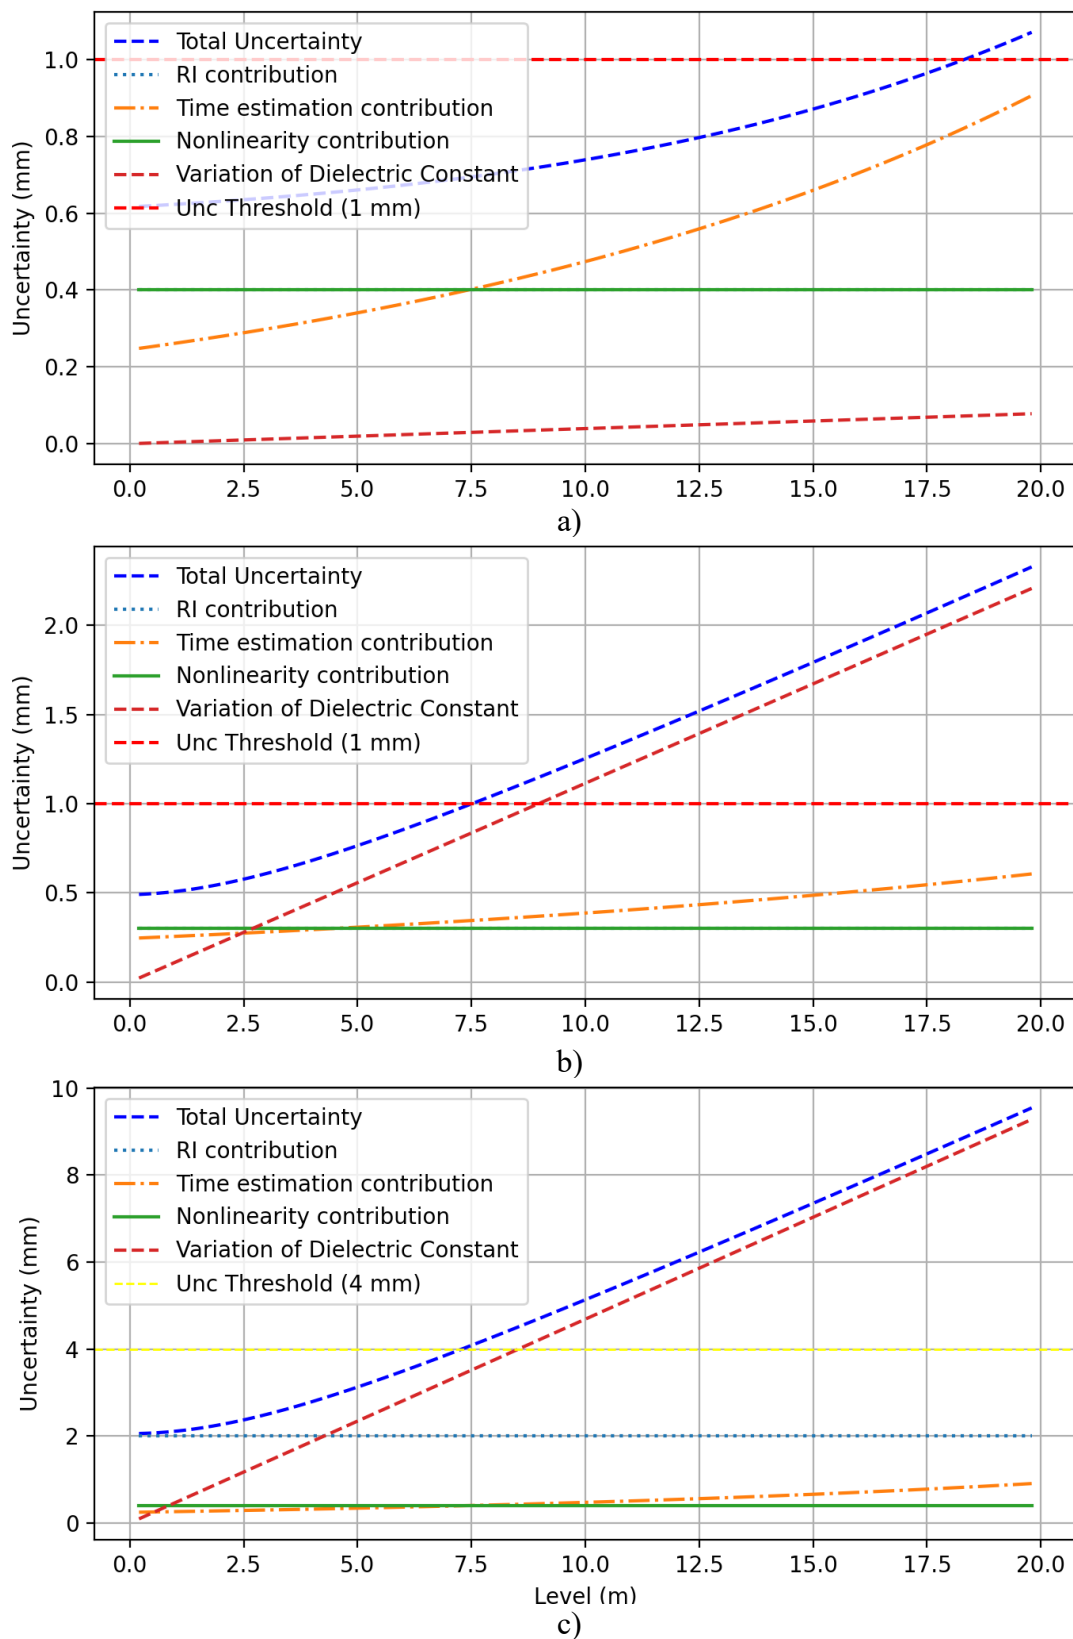 Total Uncertainty
RI contribution
Time estimation contribution
Nonlinearity contribution
Variation of Dielectric Constant
Unc Threshold (1 mm)
Uncertainty (mm)
1.0
0.8
0.6
0.4
0.2
0.0
0.0 2.5 5.0 7.5 10.0 12.5 15.0 17.5 20.0
a)
Total Uncertainty
RI contribution
Time estimation contribution
Nonlinearity contribution
Variation of Dielectric Constant
Unc Threshold (1 mm)
Uncertainty (mm)
2.0
1.5
1.0
0.5
0.0
0.0 2.5 5.0 7.5 10.0 12.5 15.0 17.5 20.0
b)
Total Uncertainty
RI contribution
Time estimation contribution
Nonlinearity contribution
Variation of Dielectric Constant
Unc Threshold (4 mm)
Uncertainty (mm)
10
8
6
4
2
0
0.0 2.5 5.0 7.5 10.0 12.5 15.0 17.5 20.0
Level (m)
c)